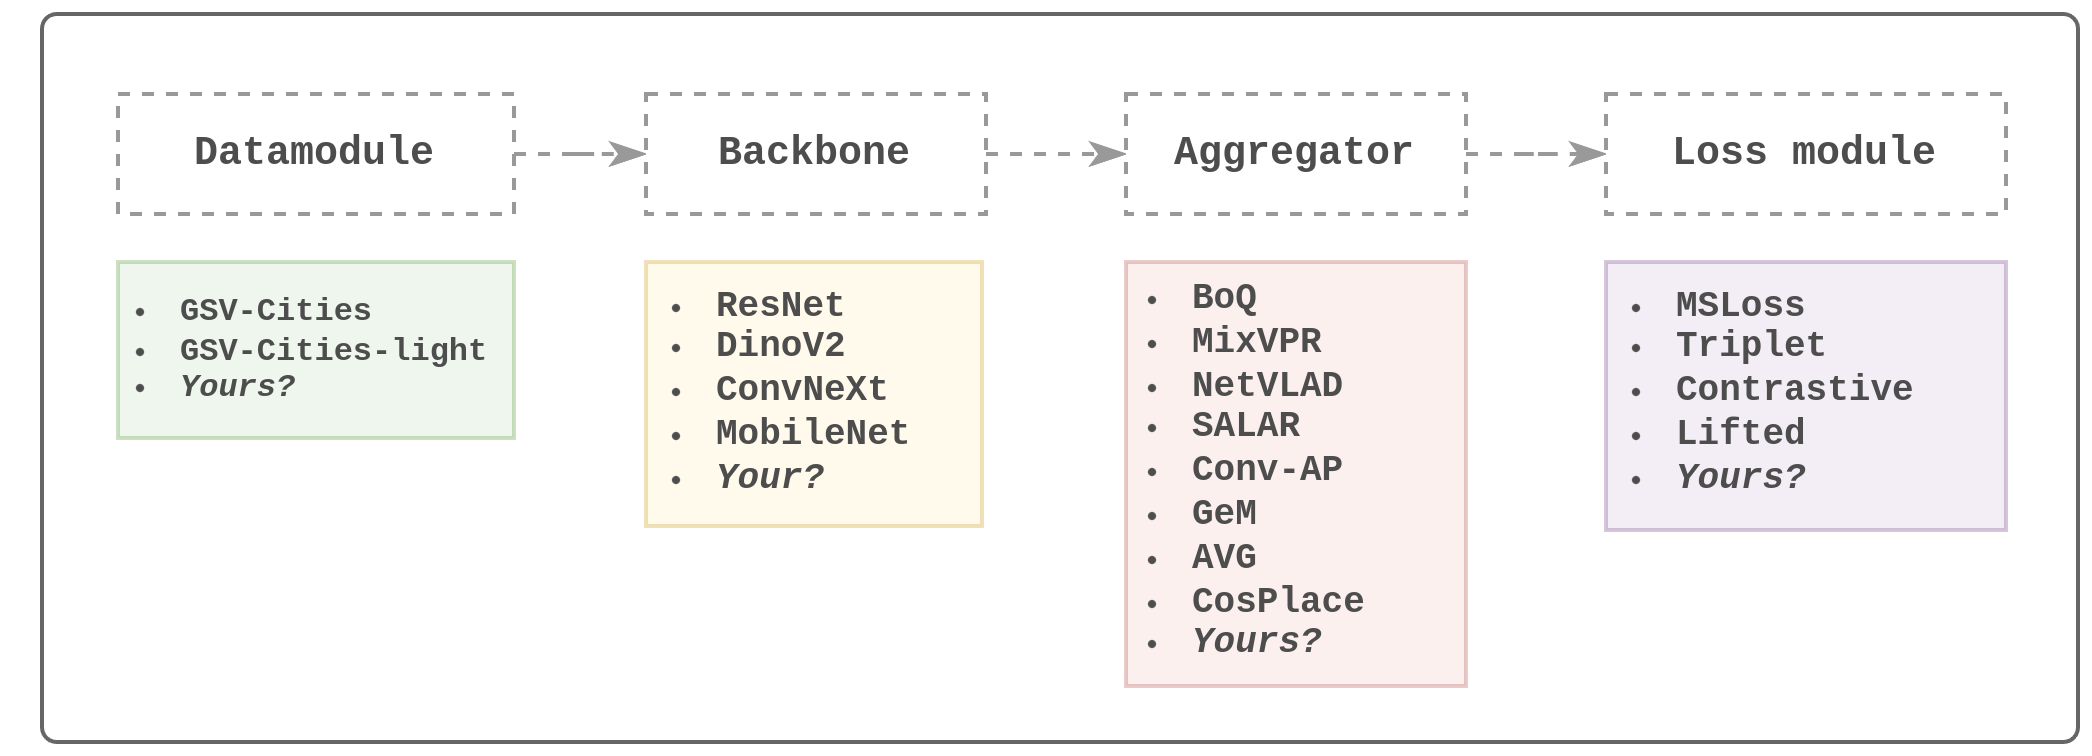 Datamodule
Backbone
Aggregator
Loss module
• GSV-Cities
• GSV-Cities-light
• Yours?
• ResNet
• DinoV2
• ConvNeXt
• MobileNet
• Your?
• BoQ
• MixVPR
• NetVLAD
• SALAR
• Conv-AP
• GeM
• AVG
• CosPlace
• Yours?
• MSLoss
• Triplet
• Contrastive
• Lifted
• Yours?